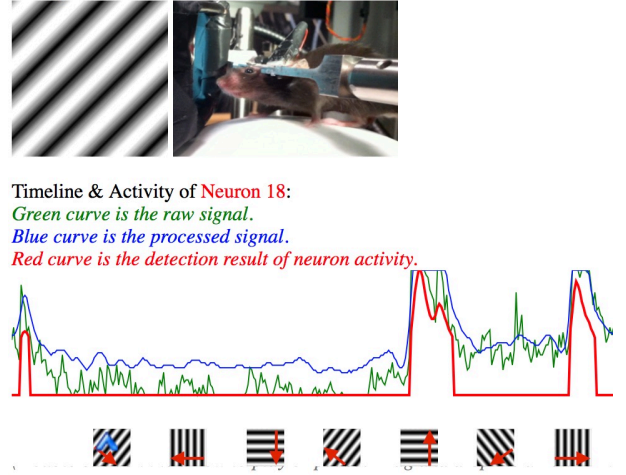 Timeline & Activity of Neuron 18:
Green curve is the raw signal.
Blue curve is the processed signal.
Red curve is the detection result of neuron activity.